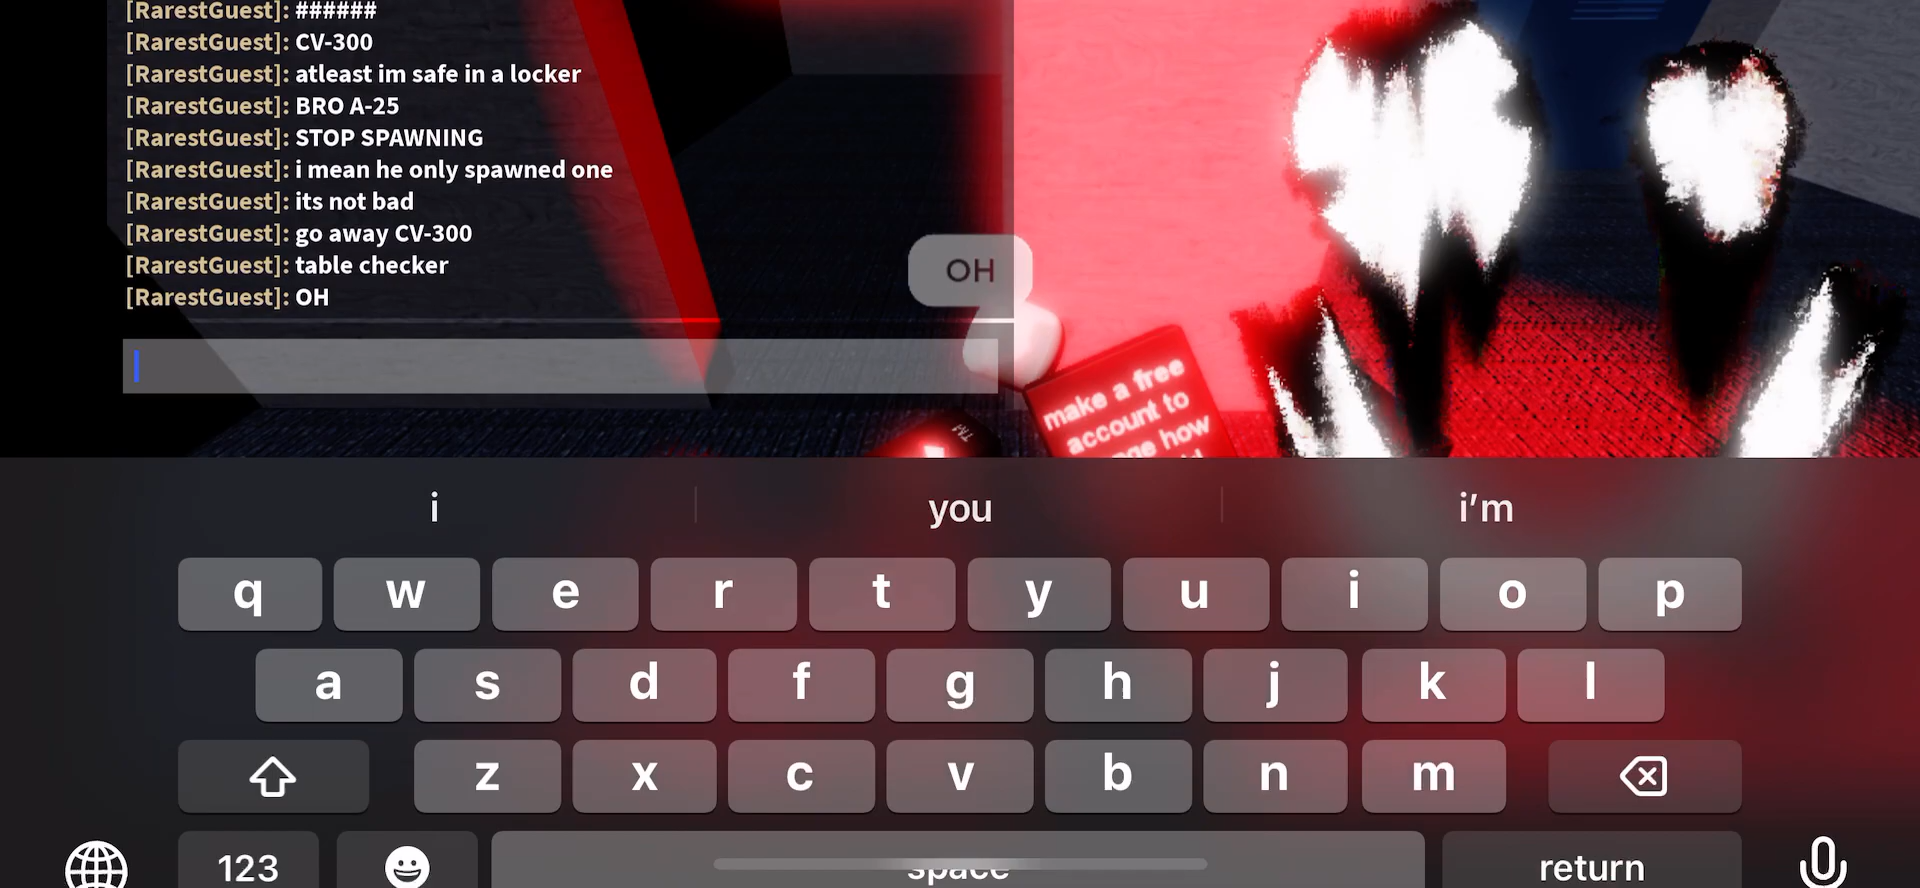 [RarestGuest]: ######
[RarestGuest]: CV-300
[RarestGuest]: atleast im safe in a locker
[RarestGuest]: BRO A-25
[RarestGuest]: STOP SPAWNING
[RarestGuest]: i mean he only spawned one
[RarestGuest]: its not bad
[RarestGuest]: go away CV-300
[RarestGuest]: table checker
[RarestGuest]: OH
OH
make a free
account to
how
TM
i you i'm
q w e r t y u i o p
a s d f g h j k l
z x c v b n m
123 space return